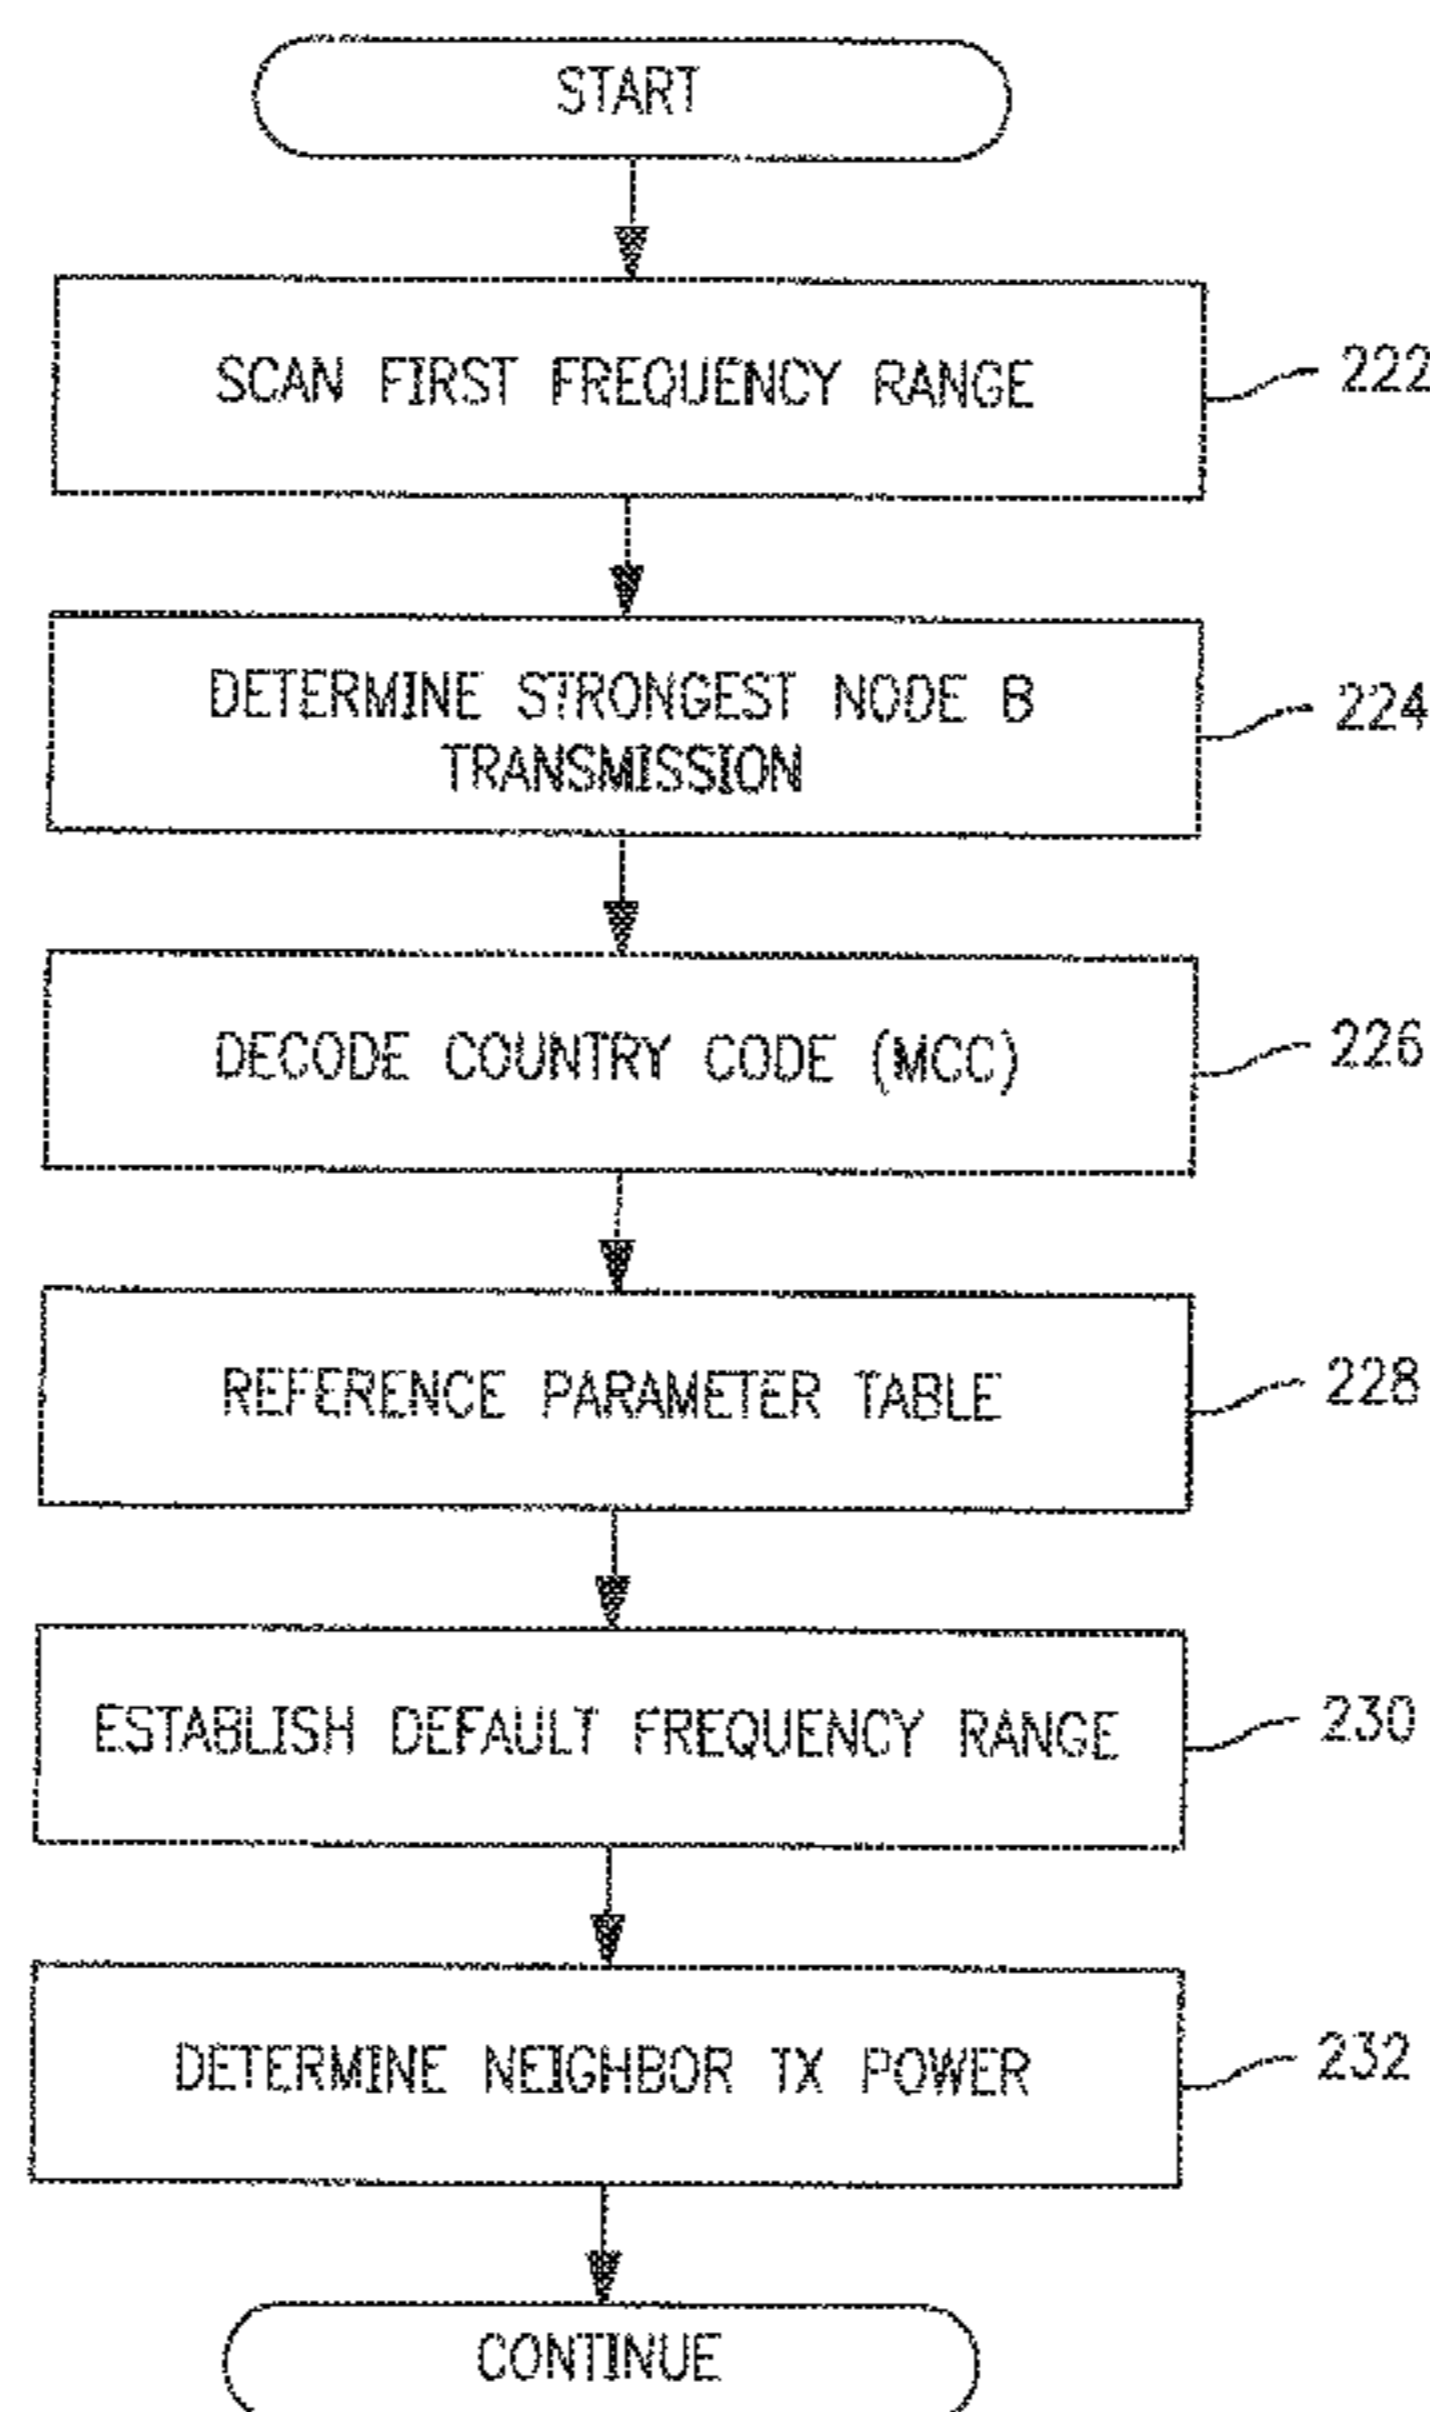 START
SCAN FIRST FREQUENCY RANGE
222
DETERMINE STRONGEST NODE B
TRANSMISSION
224
DECODE COUNTRY CODE (MCC)
226
REFERENCE PARAMETER TABLE
228
ESTABLISH DEFAULT FREQUENCY RANGE
230
DETERMINE NEIGHBOR TX POWER
232
CONTINUE